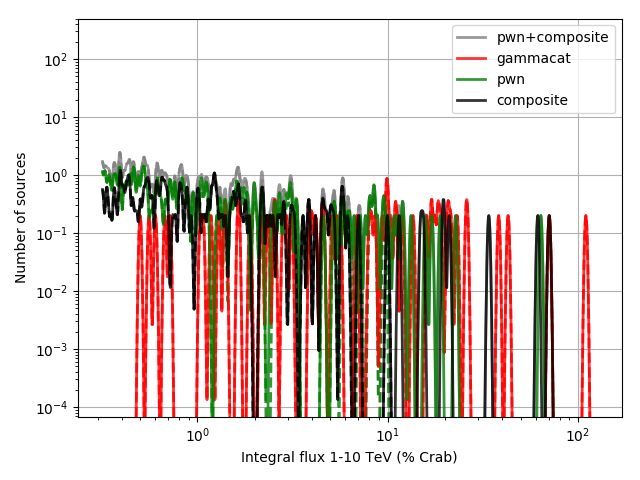 pwn+composite
gammacat
pwn
composite
Number of sources
10²
10¹
10⁰
10⁻¹
10⁻²
10⁻³
10⁻⁴
10⁰ 10¹ 10²
Integral flux 1-10 TeV (% Crab)